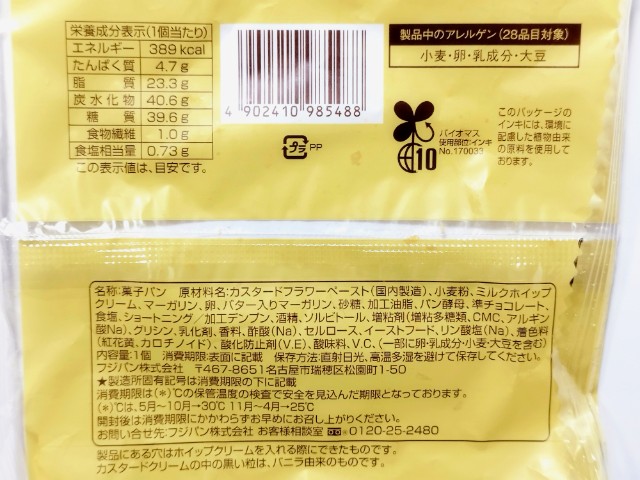 栄養成分表示(1個当たり)
エネルギー 389 kcal
たんぱく質 4.7 g
脂質 23.3 g
炭水化物 40.6 g
糖質 39.6 g
食物繊維 1.0 g
食塩相当量 0.73 g
この表示値は、目安です。
4 902410 985488
プラ PP
製品中のアレルゲン(28品目対象)
小麦・卵・乳成分・大豆
バイオマス
使用部位:インキ
No.170033
10
このパッケージの
インキには、環境に
配慮した植物由来
の原料を使用して
おります。
名称:菓子パン 原材料名:カスタードフラワーペースト(国内製造)、小麦粉、ミルクホイップ
クリーム、マーガリン、卵、バター入りマーガリン、砂糖、加工油脂、パン酵母、準チョコレート、
食塩、ショートニング/加工デンプン、酒精、ソルビトール、増粘剤(増粘多糖類、CMC、アルギン
酸Na)、グリシン、乳化剤、香料、酢酸(Na)、セルロース、イーストフード、リン酸塩(Na)、着色料
(紅花黄、カロチノイド)、酸化防止剤(V.E)、酸味料、V.C、(一部に卵・乳成分・小麦・大豆を含む)
内容量:1個 消費期限:表面に記載 保存方法:直射日光、高温多湿を避けて保存してください。
フジパン株式会社 〒467-8651名古屋市瑞穂区松園町1-50
★製造所固有記号は消費期限の下に記載
消費期限は(*)℃の保管温度の検査で安全を見込んだ期限となっております。
(*)℃は、5月~10月→30℃ 11月~4月→25℃
開封後は消費期限にかかわらずお早めにお召し上がりください。
お問い合せ先:フジパン株式会社 お客様相談室 0120-25-2480
製品にある穴はホイップクリームを入れる際にできたものです。
カスタードクリームの中の黒い粒は、バニラ由来のものです。